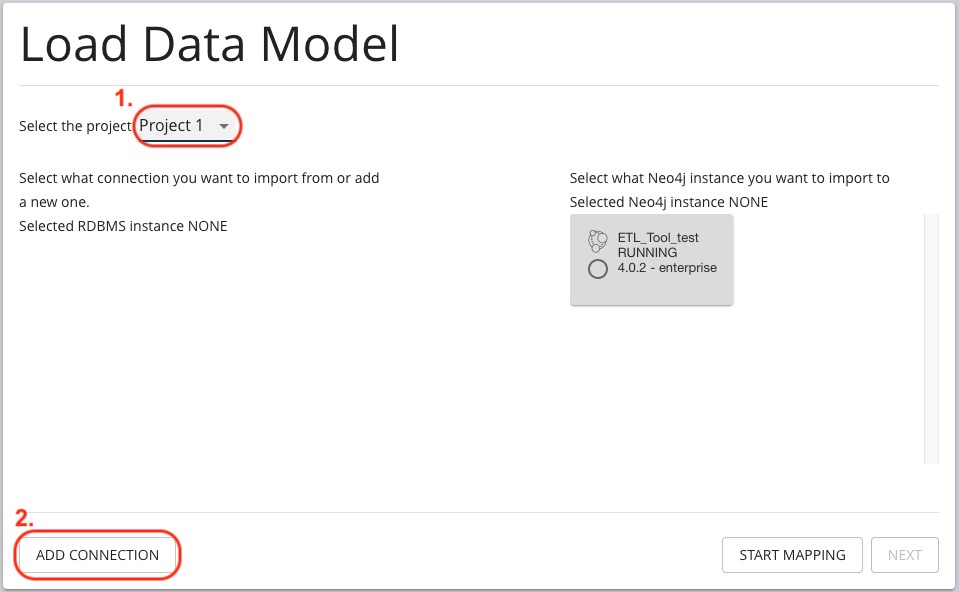 Load Data Model
1.
Select the project Project 1
Select what connection you want to import from or add
a new one.
Selected RDBMS instance NONE
Select what Neo4j instance you want to import to
Selected Neo4j instance NONE
ETL_Tool_test
RUNNING
4.0.2 - enterprise
2.
ADD CONNECTION
START MAPPING
NEXT